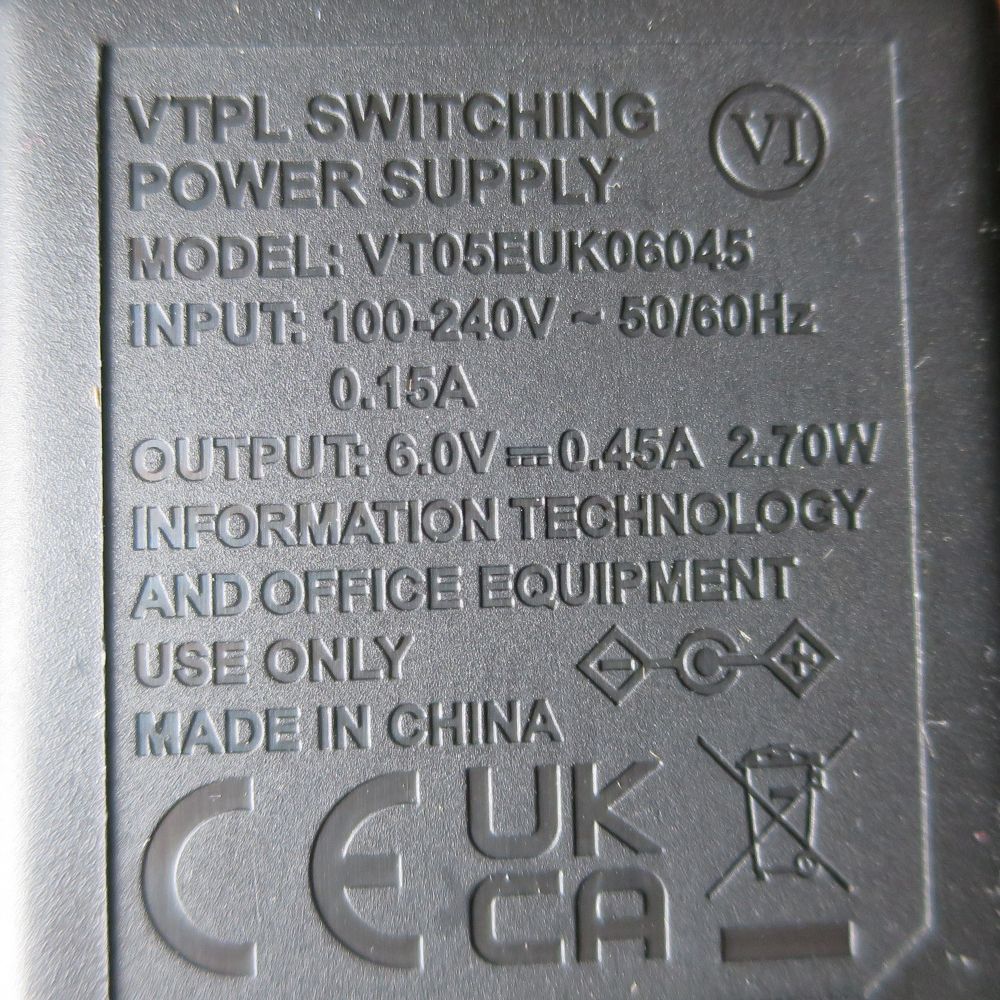 VTPL SWITCHING
POWER SUPPLY
VI
MODEL: VT05EUK06045
INPUT: 100-240V ~ 50/60Hz
0.15A
OUTPUT: 6.0V ⎓ 0.45A 2.70W
INFORMATION TECHNOLOGY
AND OFFICE EQUIPMENT
USE ONLY
MADE IN CHINA
CE
UK
CA